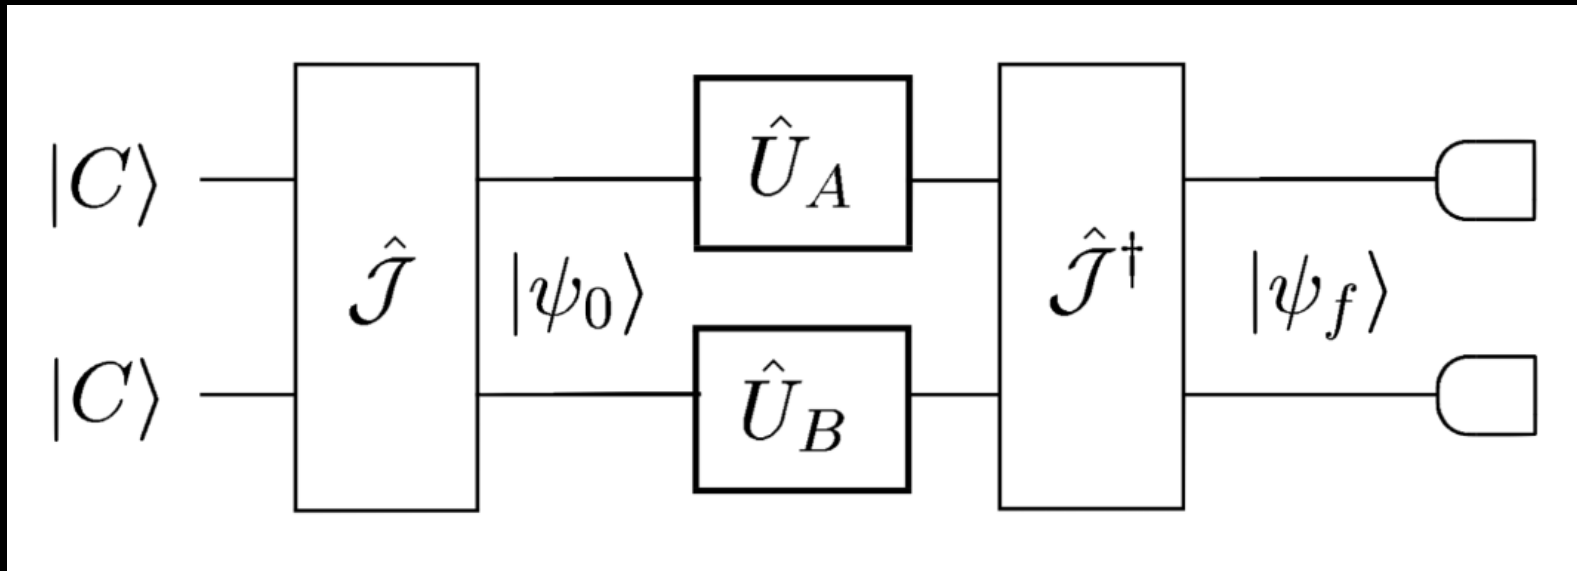 |C⟩
Ĵ
|ψ₀⟩
Û_A
Ĵ†
|ψ_f⟩
|C⟩
Û_B